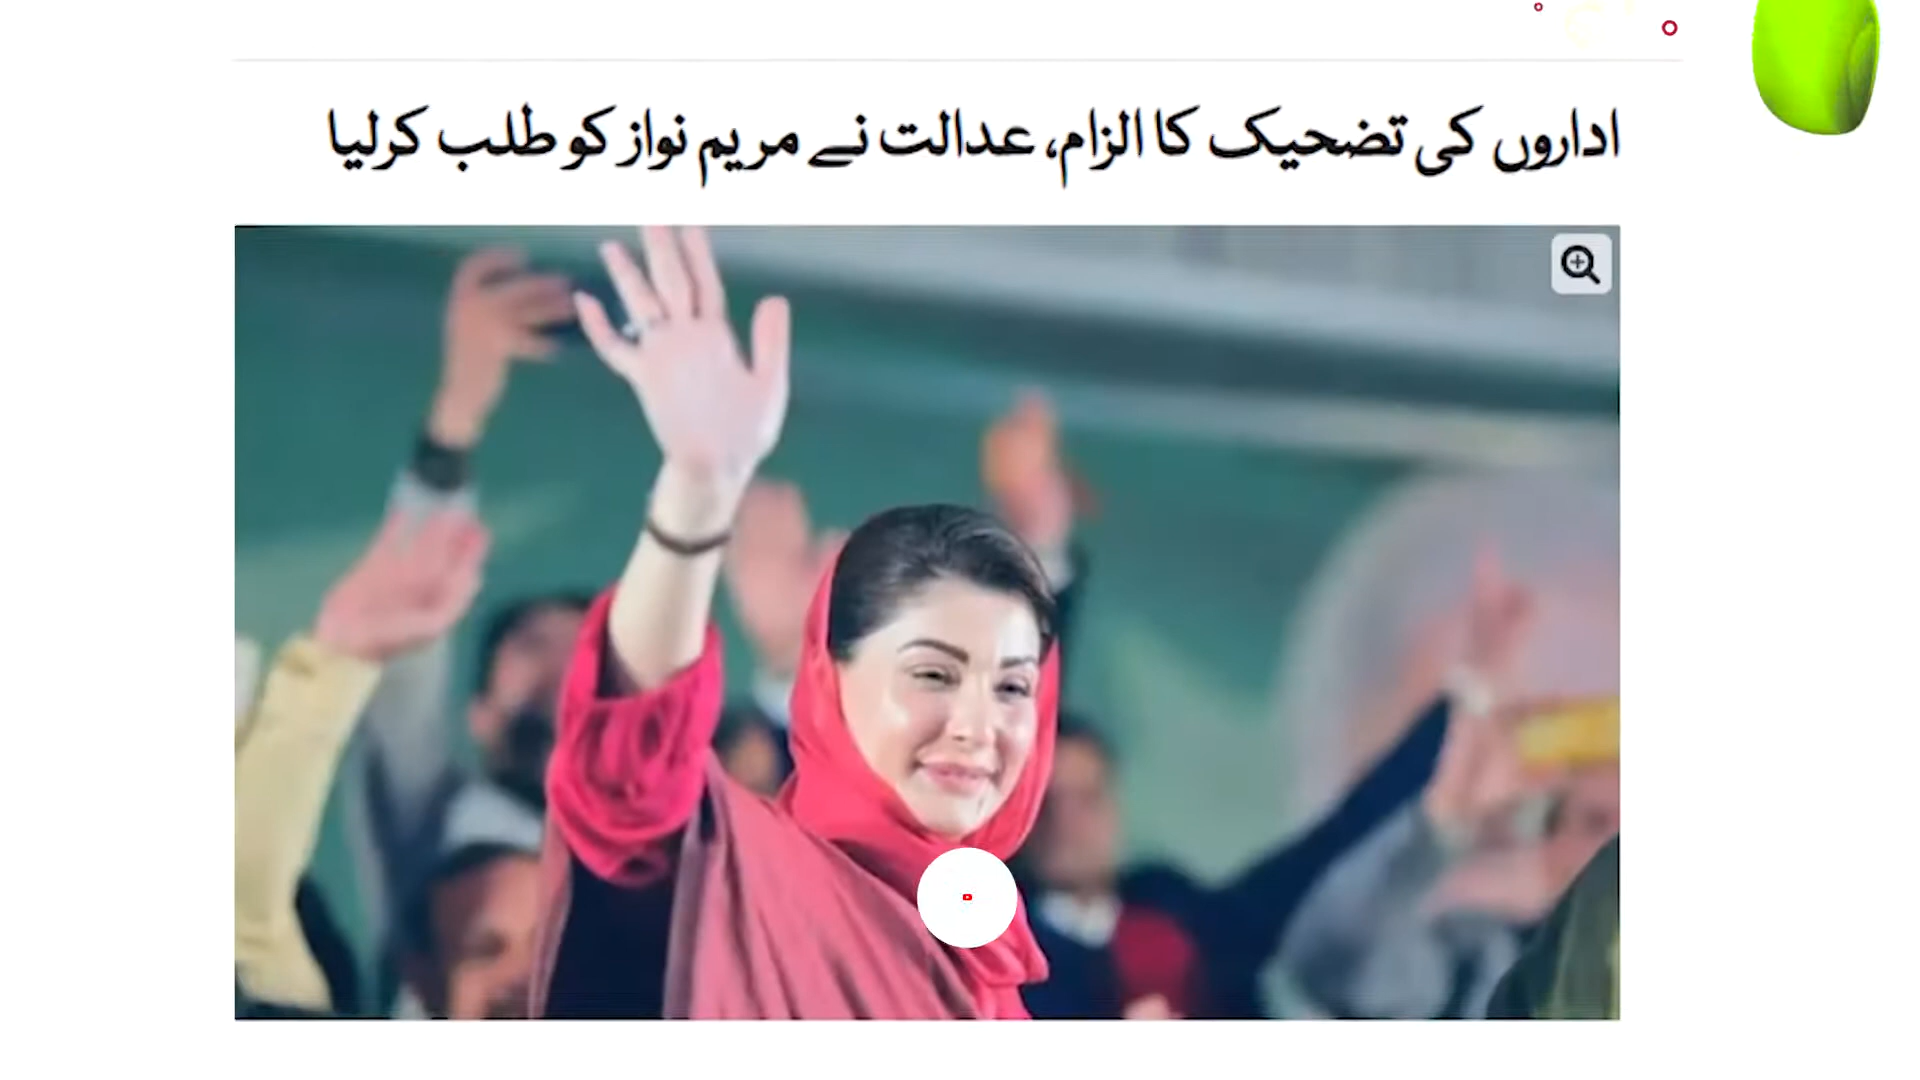 اداروں کی تضحیک کا الزام، عدالت نے مریم نواز کو طلب کرلیا